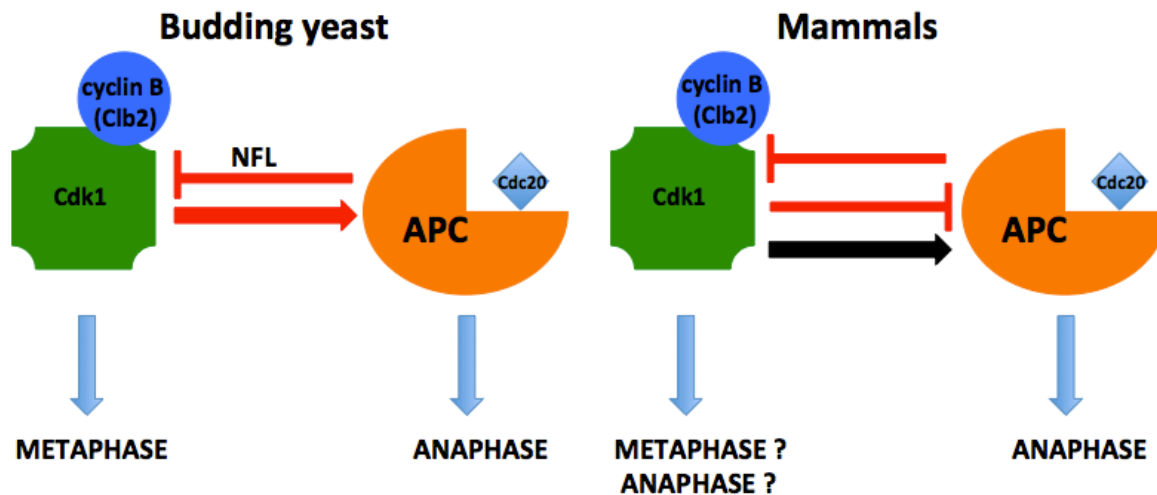 Budding yeast
cyclin B
(Clb2)
NFL
Cdk1
Cdc20
APC
METAPHASE
ANAPHASE
Mammals
cyclin B
(Clb2)
Cdk1
Cdc20
APC
METAPHASE ?
ANAPHASE ?
ANAPHASE